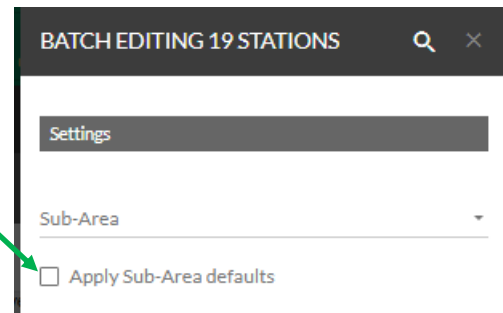 BATCH EDITING 19 STATIONS
Settings
Sub-Area
Apply Sub-Area defaults